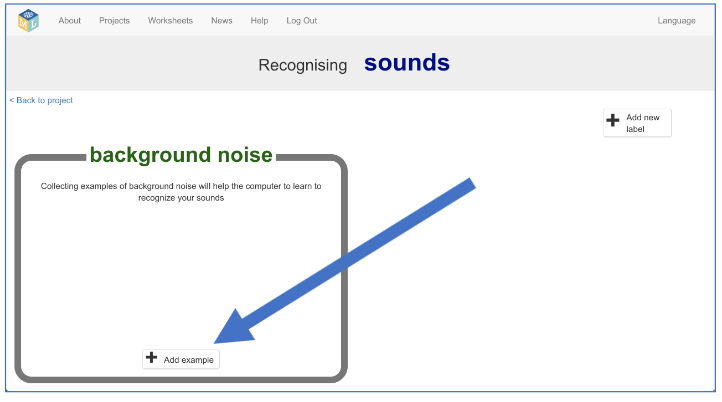 About Projects Worksheets News Help Log Out Language
Recognising sounds
< Back to project
Add new
label
background noise
Collecting examples of background noise will help the computer to learn to
recognize your sounds
Add example